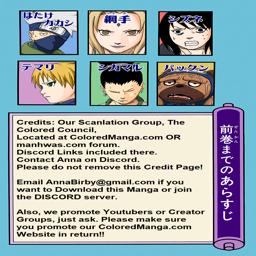 はたけカカシ
綱手
シズネ
テマリ
シカマル
パックン
前巻までのあらすじ
Credits: Our Scanlation Group, The
Colored Council,
Located at ColoredManga.com OR
manhwas.com forum.
Discord Links included there.
Contact Anna on Discord.
Please do not remove this Credit Page!
Email AnnaBirby@gmail.com if you
want to Download this Manga or join
the DISCORD server.
Also, we promote Youtubers or Creator
Groups, just ask. Please make sure
you promote our ColoredManga.com
Website in return!!